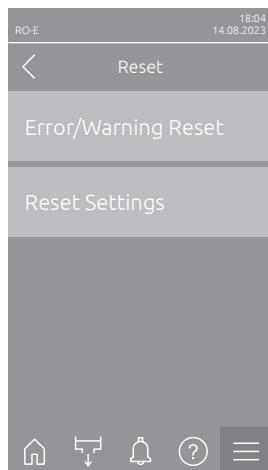 18:04
RO-E 14.08.2023
Reset
Error/Warning Reset
Reset Settings
?